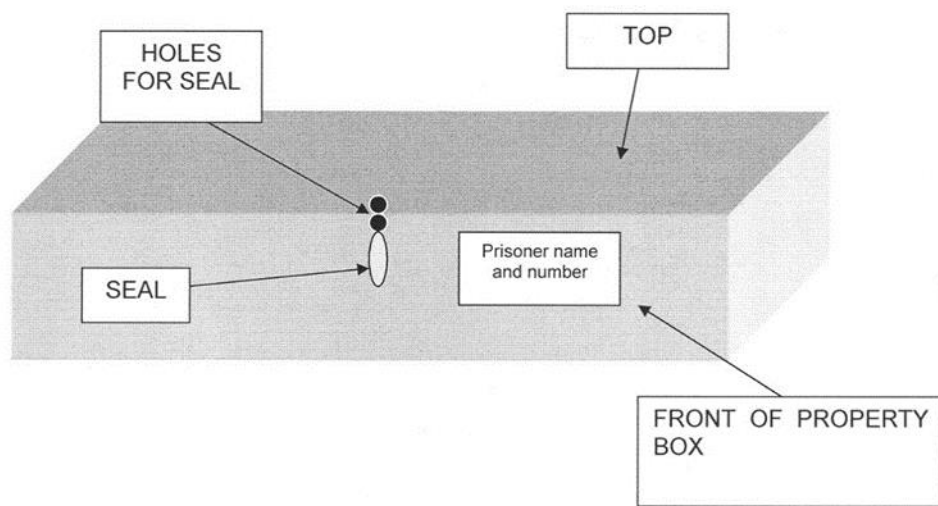 HOLES
FOR SEAL
TOP
Prisoner name
and number
SEAL
FRONT OF PROPERTY
BOX